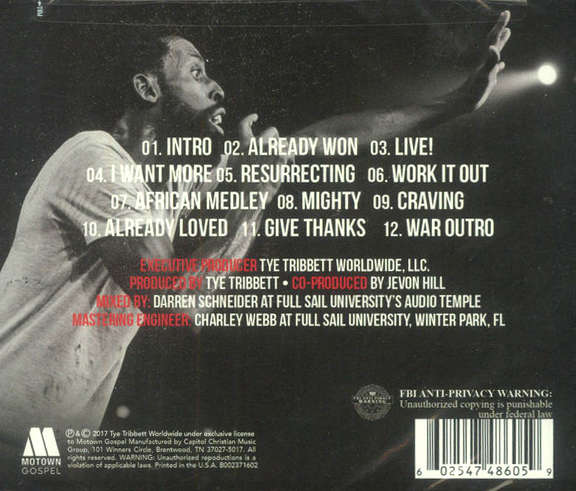 01. INTRO 02. ALREADY WON 03. LIVE!
04. I WANT MORE 05. RESURRECTING 06. WORK IT OUT
07. AFRICAN MEDLEY 08. MIGHTY 09. CRAVING
10. ALREADY LOVED 11. GIVE THANKS 12. WAR OUTRO
EXECUTIVE PRODUCER TYE TRIBBETT WORLDWIDE, LLC.
PRODUCED BY TYE TRIBBETT • CO-PRODUCED BY JEVON HILL
MIXED BY: DARREN SCHNEIDER AT FULL SAIL UNIVERSITY'S AUDIO TEMPLE
MASTERING ENGINEER: CHARLEY WEBB AT FULL SAIL UNIVERSITY, WINTER PARK, FL
FBI ANTI-PIRACY
WARNING
FBI ANTI-PRIVACY WARNING:
Unauthorized copying is punishable
under federal law
MOTOWN
GOSPEL
℗ & © 2017 Tye Tribbett Worldwide under exclusive license
to Motown Gospel Manufactured by Capitol Christian Music
Group, 101 Winners Circle, Brentwood, TN 37027-5017. All
rights reserved. WARNING: Unauthorized reproductions is a
violation of applicable laws. Printed in the U.S.A. B002371602
6 02547 48605 9